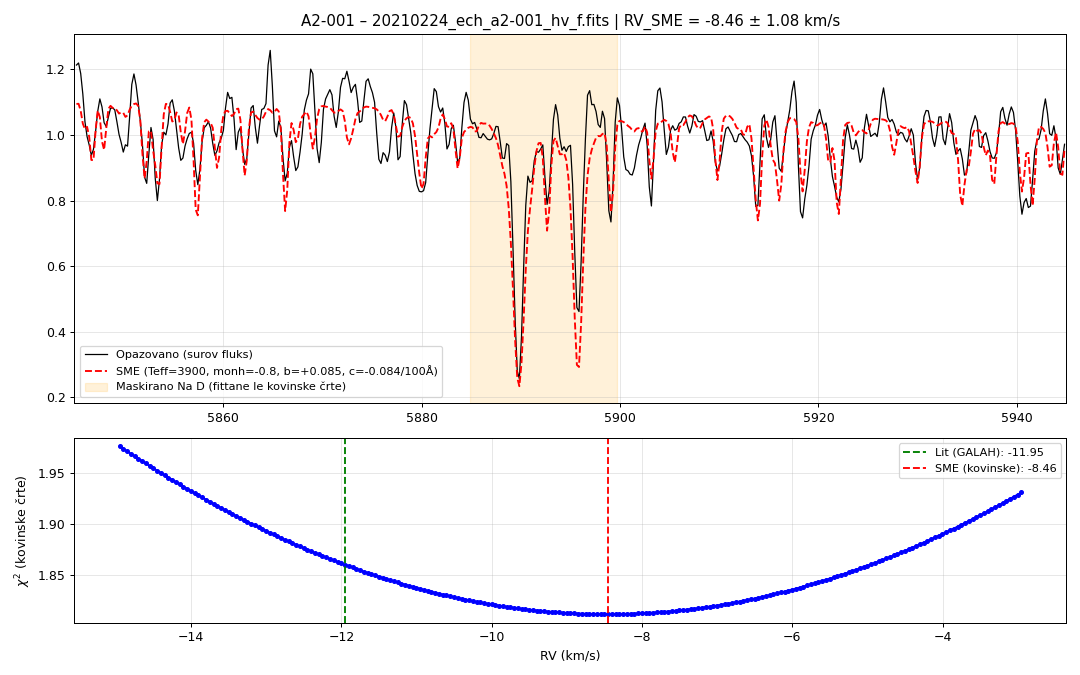 A2-001 – 20210224_ech_a2-001_hv_f.fits | RV_SME = -8.46 ± 1.08 km/s
1.2
1.0
0.8
0.6
0.4
0.2
Opazovano (surov fluks)
SME (Teff=3900, monh=-0.8, b=+0.085, c=-0.084/100Å)
Maskirano Na D (fittane le kovinske črte)
5860
5880
5900
5920
5940
χ² (kovinske črte)
1.95
1.90
1.85
Lit (GALAH): -11.95
SME (kovinske): -8.46
−14
−12
−10
−8
−6
−4
RV (km/s)